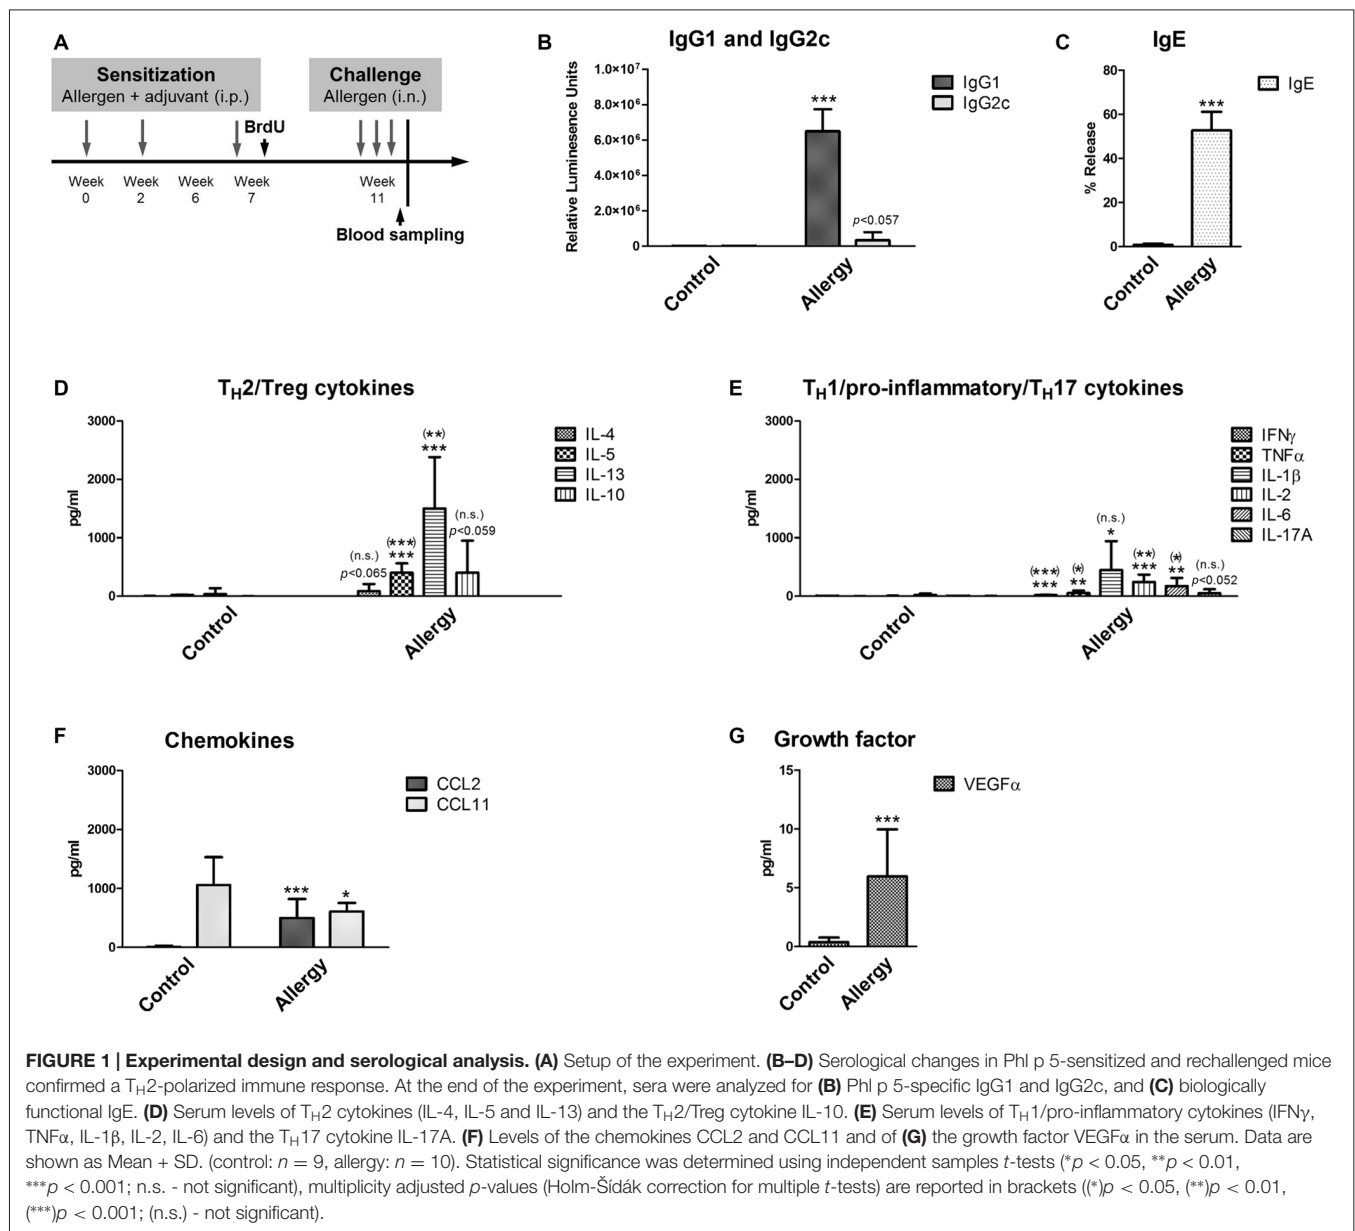 A
Sensitization
Allergen + adjuvant (i.p.)
Challenge
Allergen (i.n.)
BrdU
Week 0
Week 2
Week 6
Week 7
Week 11
Blood sampling
B
IgG1 and IgG2c
Relative Luminesence Units
1.0×10⁷
8.0×10⁶
6.0×10⁶
4.0×10⁶
2.0×10⁶
0
***
p<0.057
Control
Allergy
IgG1
IgG2c
C
IgE
% Release
80
60
40
20
0
***
Control
Allergy
IgE
D
TH2/Treg cytokines
pg/ml
3000
2000
1000
0
(n.s.)
p<0.065
(***)
***
(**)
***
(n.s.)
p<0.059
Control
Allergy
IL-4
IL-5
IL-13
IL-10
E
TH1/pro-inflammatory/TH17 cytokines
pg/ml
3000
2000
1000
0
(***)
***
(*)
**
(n.s.)
*
(**)
***
(*)
**
(n.s.)
p<0.052
Control
Allergy
IFNγ
TNFα
IL-1β
IL-2
IL-6
IL-17A
F
Chemokines
pg/ml
3000
2000
1000
0
***
*
Control
Allergy
CCL2
CCL11
G
Growth factor
pg/ml
15
10
5
0
***
Control
Allergy
VEGFα
FIGURE 1 | Experimental design and serological analysis. (A) Setup of the experiment. (B–D) Serological changes in Phl p 5-sensitized and rechallenged mice
confirmed a TH2-polarized immune response. At the end of the experiment, sera were analyzed for (B) Phl p 5-specific IgG1 and IgG2c, and (C) biologically
functional IgE. (D) Serum levels of TH2 cytokines (IL-4, IL-5 and IL-13) and the TH2/Treg cytokine IL-10. (E) Serum levels of TH1/pro-inflammatory cytokines (IFNγ,
TNFα, IL-1β, IL-2, IL-6) and the TH17 cytokine IL-17A. (F) Levels of the chemokines CCL2 and CCL11 and of (G) the growth factor VEGFα in the serum. Data are
shown as Mean + SD. (control: n = 9, allergy: n = 10). Statistical significance was determined using independent samples t-tests (*p < 0.05, **p < 0.01,
***p < 0.001; n.s. - not significant), multiplicity adjusted p-values (Holm-Šídák correction for multiple t-tests) are reported in brackets ((*)p < 0.05, (**)p < 0.01,
(***)p < 0.001; (n.s.) - not significant).